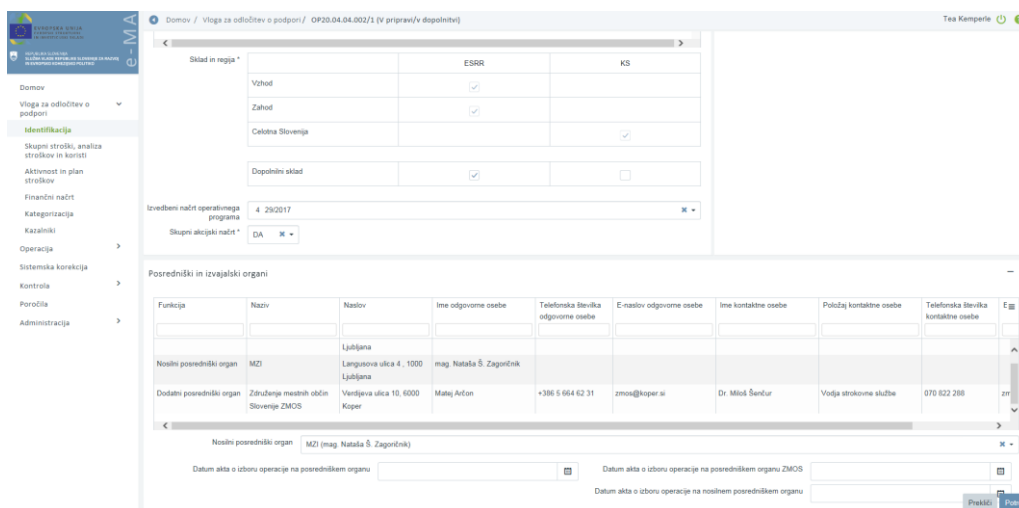 EVROPSKA UNIJA
e-MA
Domov / Vloga za odločitev o podpori / OP20.04.04.002/1 (V pripravi/v dopolnitvi)
Tea Kemperle
Domov
Vloga za odločitev o
podpori
Identifikacija
Skupni stroški, analiza
stroškov in koristi
Aktivnost in plan
stroškov
Finančni načrt
Kategorizacija
Kazalniki
Operacija
Sistemska korekcija
Kontrola
Poročila
Administracija
Sklad in regija *
ESRR
KS
Vzhod
Zahod
Celotna Slovenija
Dopolnilni sklad
Izvedbeni načrt operativnega
programa
4 29/2017
Skupni akcijski načrt *
DA
Posredniški in izvajalski organi
Funkcija
Naziv
Naslov
Ime odgovorne osebe
Telefonska številka
odgovorne osebe
E-naslov odgovorne osebe
Ime kontaktne osebe
Položaj kontaktne osebe
Telefonska številka
kontaktne osebe
Ljubljana
Nosilni posredniški organ
MZI
Langusova ulica 4 , 1000
Ljubljana
mag. Nataša Š. Zagoričnik
Dodatni posredniški organ
Združenje mestnih občin
Slovenije ZMOS
Verdijeva ulica 10, 6000
Koper
Matej Arčon
+386 5 664 62 31
zmos@koper.si
Dr. Miloš Šenčur
Vodja strokovne službe
070 822 288
Nosilni posredniški organ
MZI (mag. Nataša Š. Zagoričnik)
Datum akta o izboru operacije na posredniškem organu
Datum akta o izboru operacije na posredniškem organu ZMOS
Datum akta o izboru operacije na nosilnem posredniškem organu
Prekliči